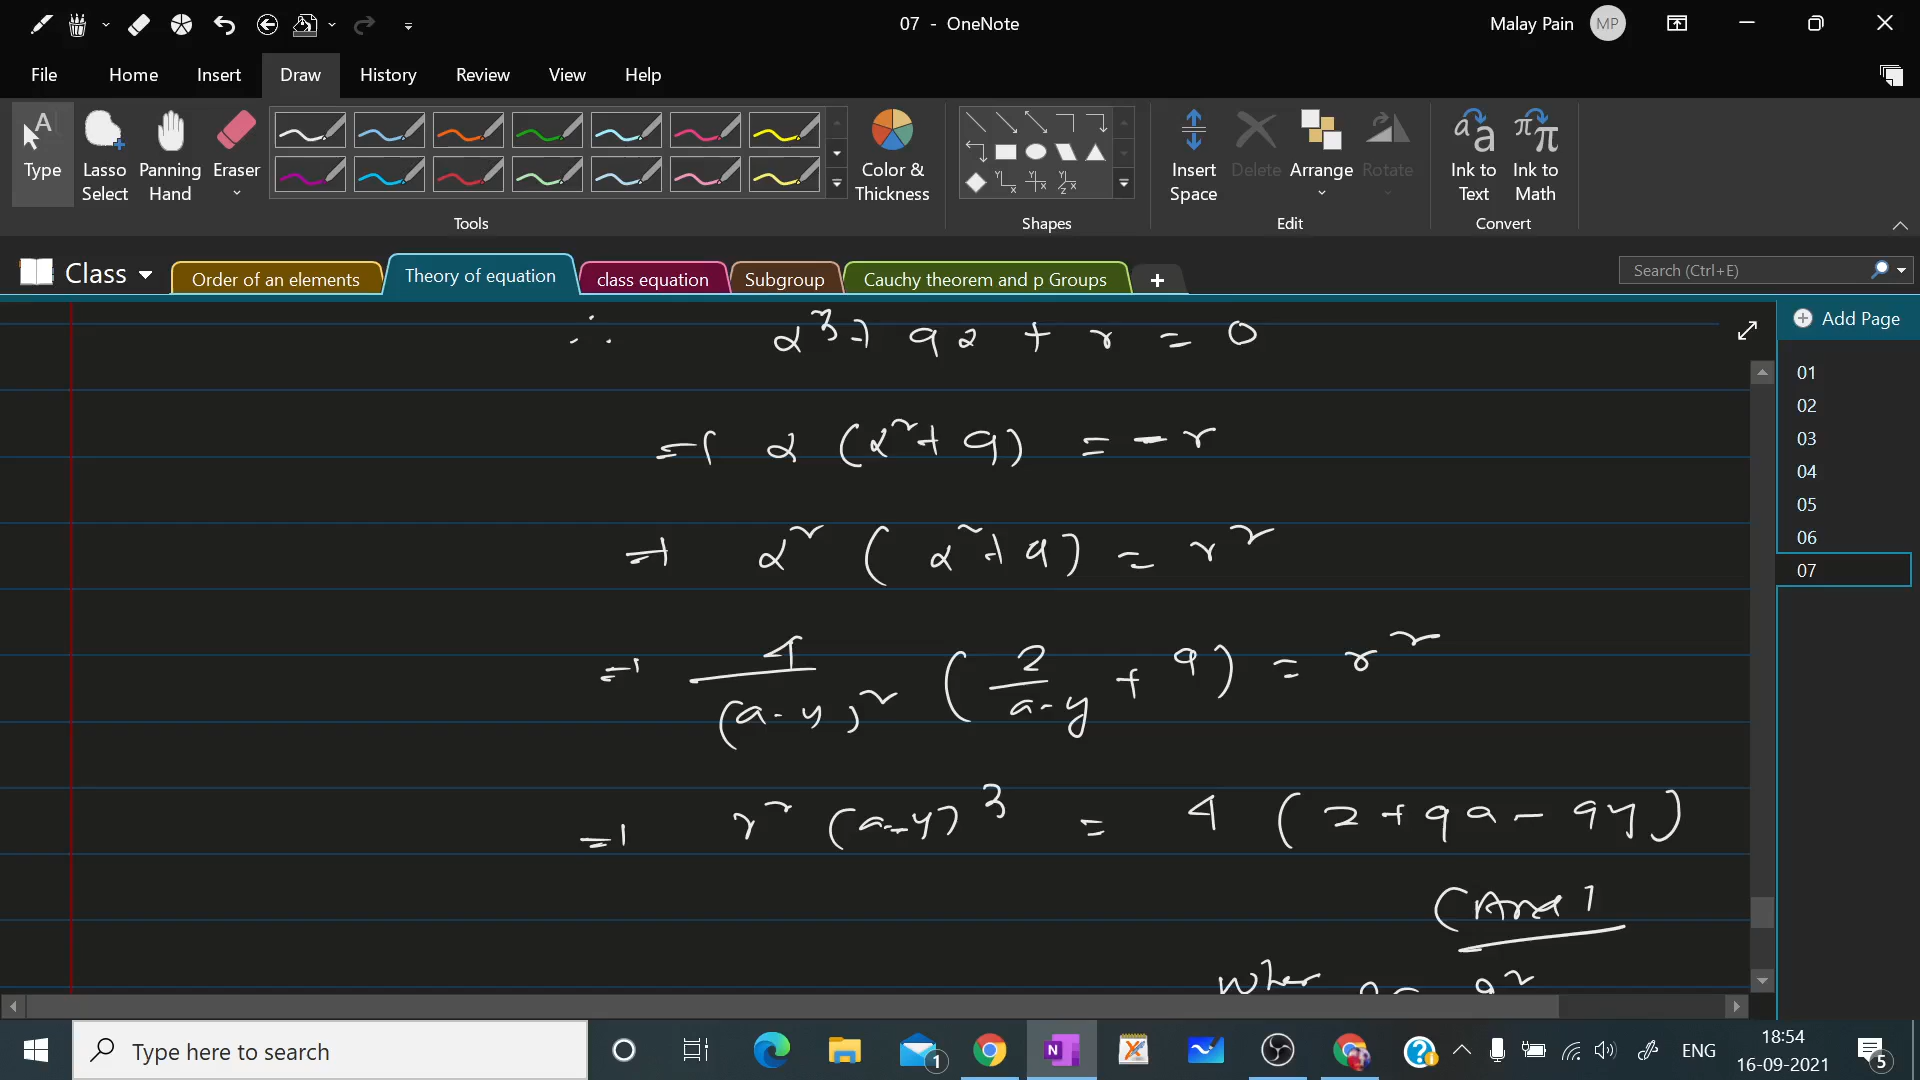 07 - OneNote
Malay Pain MP
File Home Insert Draw History Review View Help
Type
Lasso Select
Panning Hand
Eraser
Color & Thickness
Insert Space
Delete
Arrange
Rotate
Ink to Text
Ink to Math
Tools
Shapes
Edit
Convert
Class
Order of an elements
Theory of equation
class equation
Subgroup
Cauchy theorem and p Groups
Search (Ctrl+E)
Add Page
01
02
03
04
05
06
07
∴ α³ + qα + r = 0
⇒ α (α² + q) = - r
⇒ α² (α² + q) = r²
⇒ 4/(a-y)² (2/(a-y) + q) = r²
⇒ r² (a-y)³ = 4 (2 + qa - qy)
Type here to search
1
ENG
18:54
16-09-2021
5